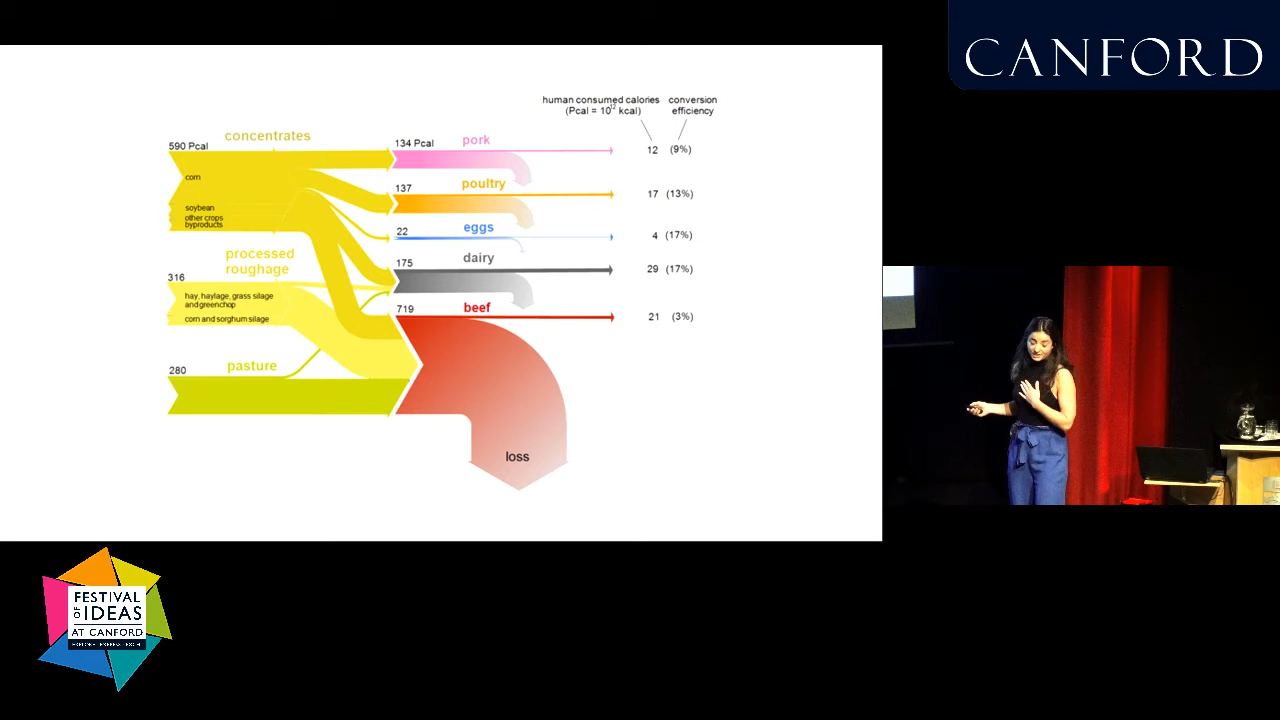 CANFORD
human consumed calories
(Pcal = 10¹² kcal)
conversion
efficiency
concentrates
590 Pcal
corn
soybean
other crops
byproducts
processed
roughage
316
hay, haylage, grass silage
and greenchop
corn and sorghum silage
pasture
280
134 Pcal
pork
12 (9%)
137
poultry
17 (13%)
22
eggs
4 (17%)
175
dairy
29 (17%)
719
beef
21 (3%)
loss
FESTIVAL
OF IDEAS
AT CANFORD